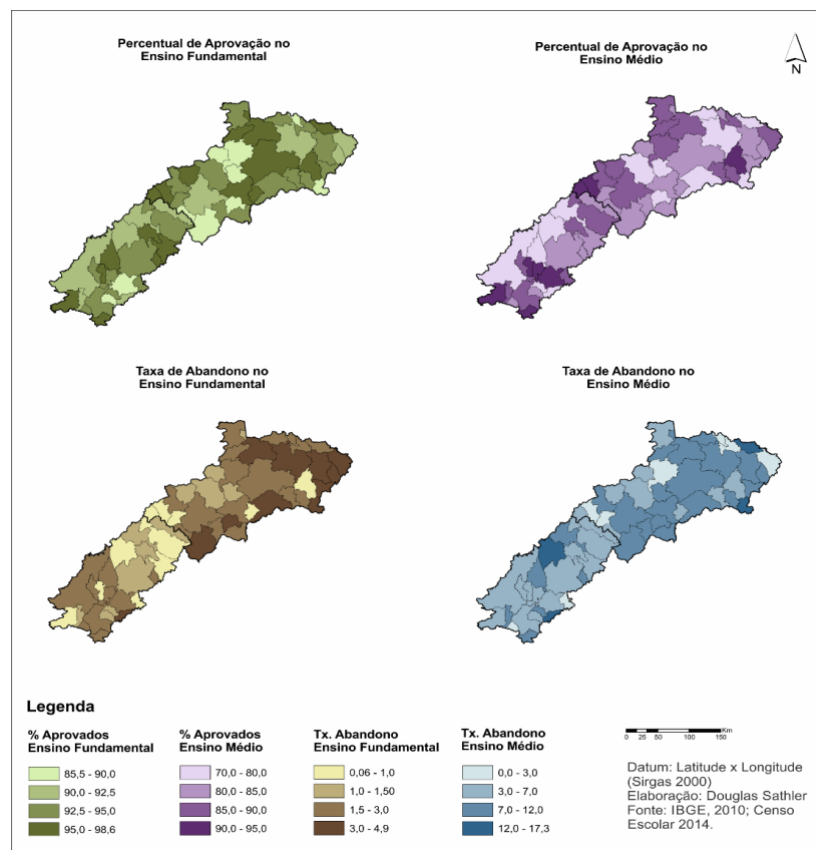 Percentual de Aprovação no
Ensino Fundamental
Percentual de Aprovação no
Ensino Médio
N
Taxa de Abandono no
Ensino Fundamental
Taxa de Abandono no
Ensino Médio
Legenda
% Aprovados
Ensino Fundamental
85,5 - 90,0
90,0 - 92,5
92,5 - 95,0
95,0 - 98,6
% Aprovados
Ensino Médio
70,0 - 80,0
80,0 - 85,0
85,0 - 90,0
90,0 - 95,0
Tx. Abandono
Ensino Fundamental
0,06 - 1,0
1,0 - 1,50
1,5 - 3,0
3,0 - 4,9
Tx. Abandono
Ensino Médio
0,0 - 3,0
3,0 - 7,0
7,0 - 12,0
12,0 - 17,3
Km
0 25 50 100 150
Datum: Latitude x Longitude
(Sirgas 2000)
Elaboração: Douglas Sathler
Fonte: IBGE, 2010; Censo
Escolar 2014.